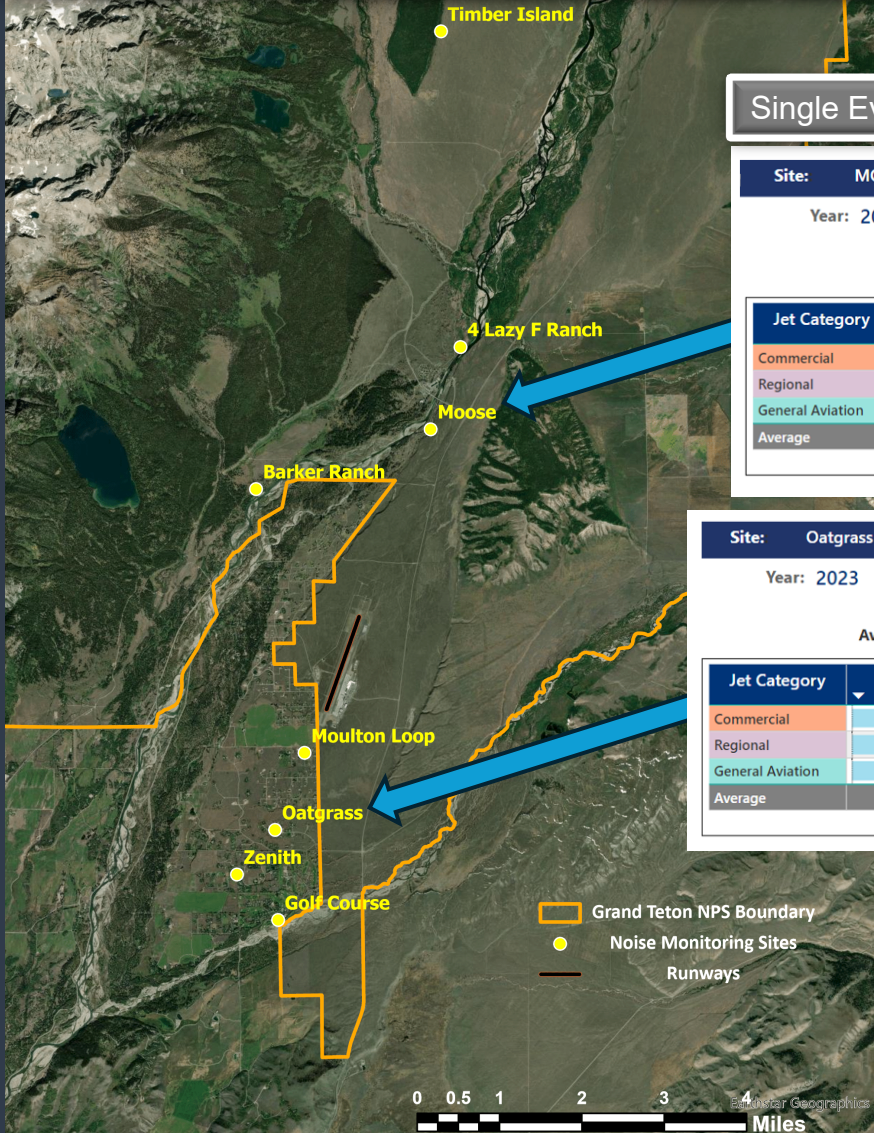 Timber Island
Single Ev
Site: MO
Year: 20
4 Lazy F Ranch
Jet Category
Commercial
Regional
General Aviation
Average
Moose
Barker Ranch
Site: Oatgrass
Year: 2023
Av
Jet Category
Commercial
Regional
General Aviation
Average
Moulton Loop
Oatgrass
Zenith
Golf Course
Grand Teton NPS Boundary
Noise Monitoring Sites
Runways
0 0.5 1 2 3 4
Earthstar Geographics
Miles